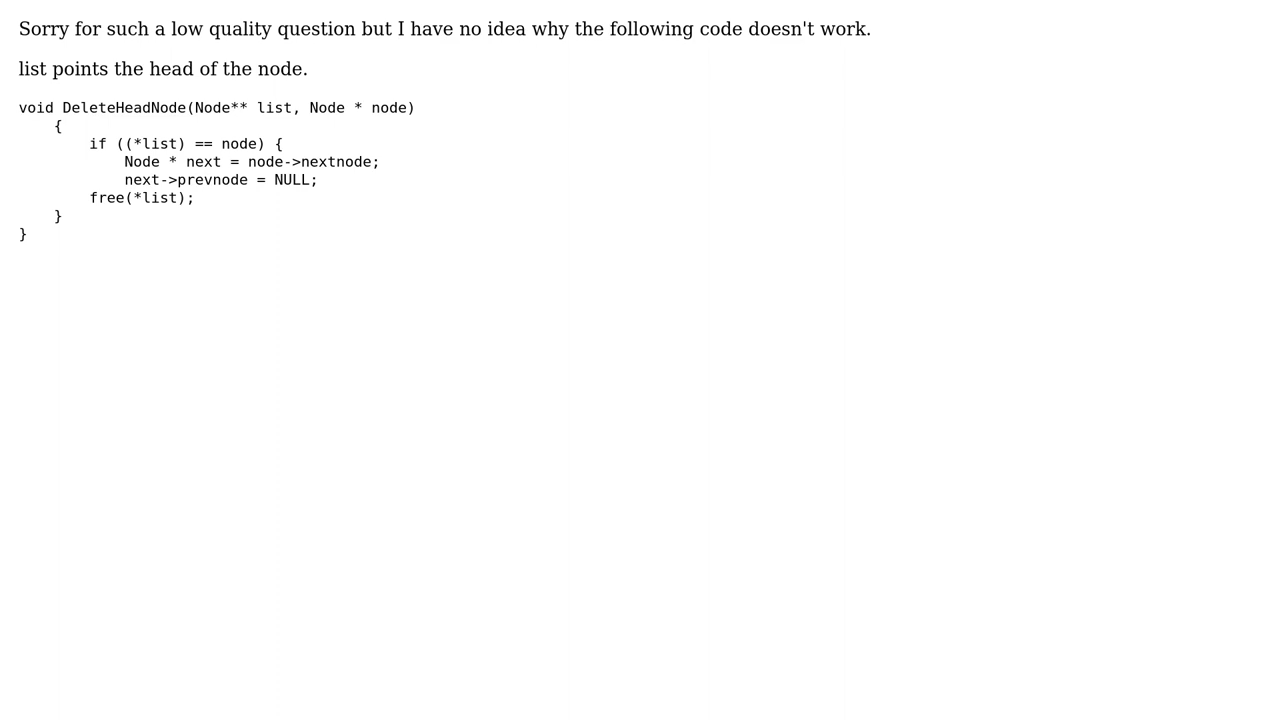 Sorry for such a low quality question but I have no idea why the following code doesn't work.
list points the head of the node.
void DeleteHeadNode(Node** list, Node * node)
    {
        if ((*list) == node) {
            Node * next = node->nextnode;
            next->prevnode = NULL;
        free(*list);
    }
}